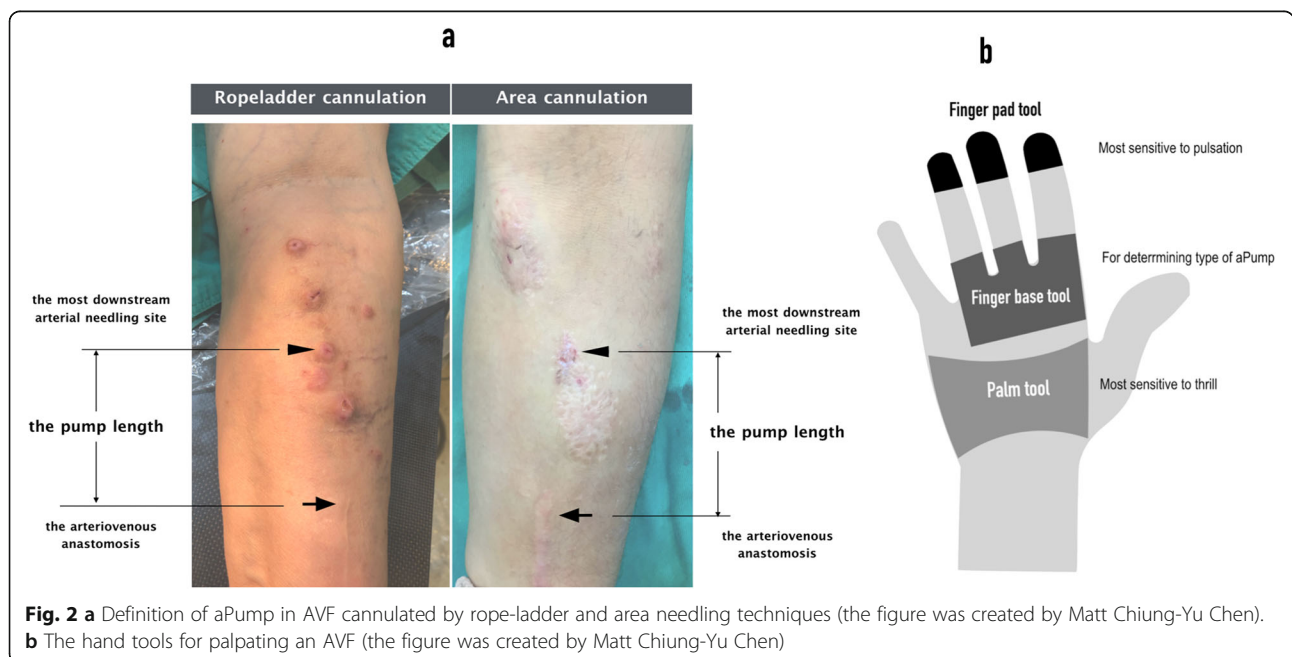 a
Ropeladder cannulation
Area cannulation
the most downstream
arterial needling site
the pump length
the arteriovenous
anastomosis
the most downstream
arterial needling site
the pump length
the arteriovenous
anastomosis
b
Finger pad tool
Most sensitive to pulsation
For deterrmining type of aPump
Finger base tool
Palm tool
Most sensitive to thrill
Fig. 2 a Definition of aPump in AVF cannulated by rope-ladder and area needling techniques (the figure was created by Matt Chiung-Yu Chen).
b The hand tools for palpating an AVF (the figure was created by Matt Chiung-Yu Chen)